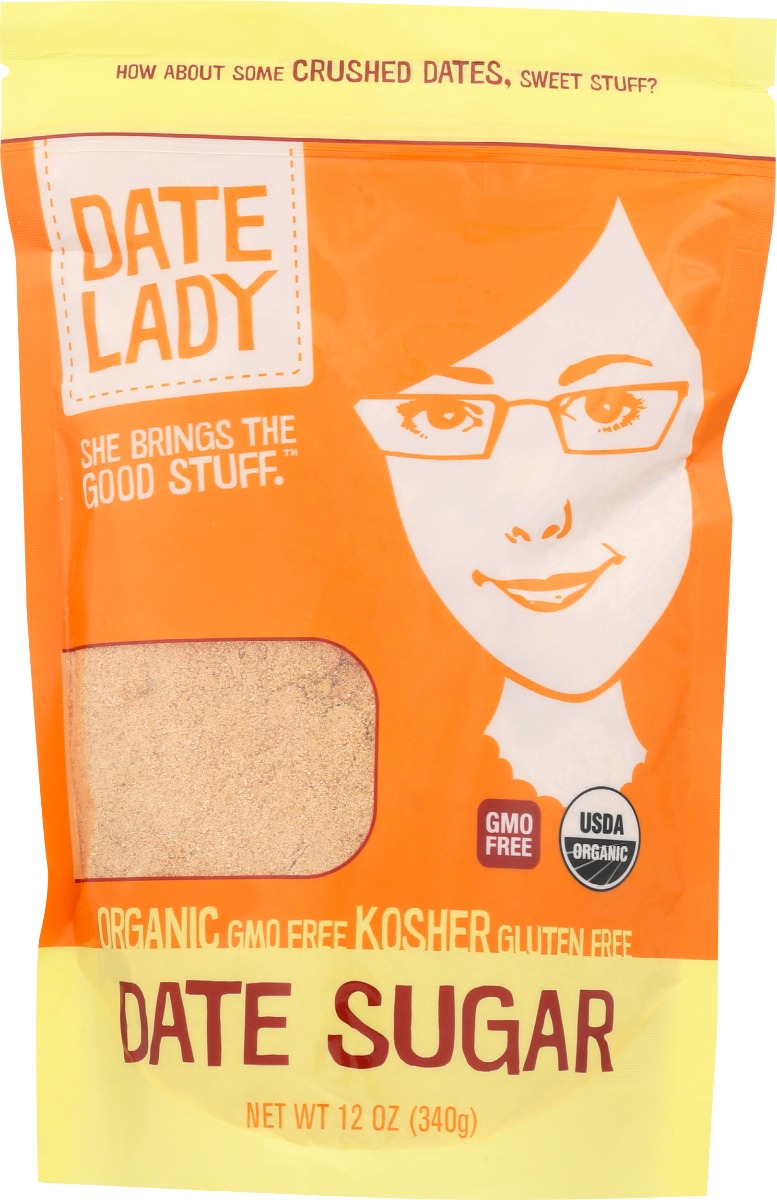 HOW ABOUT SOME CRUSHED DATES, SWEET STUFF?
DATE
LADY
SHE BRINGS THE
GOOD STUFF.™
GMO
FREE
USDA
ORGANIC
ORGANIC GMO FREE KOSHER GLUTEN FREE
DATE SUGAR
NET WT 12 OZ (340g)